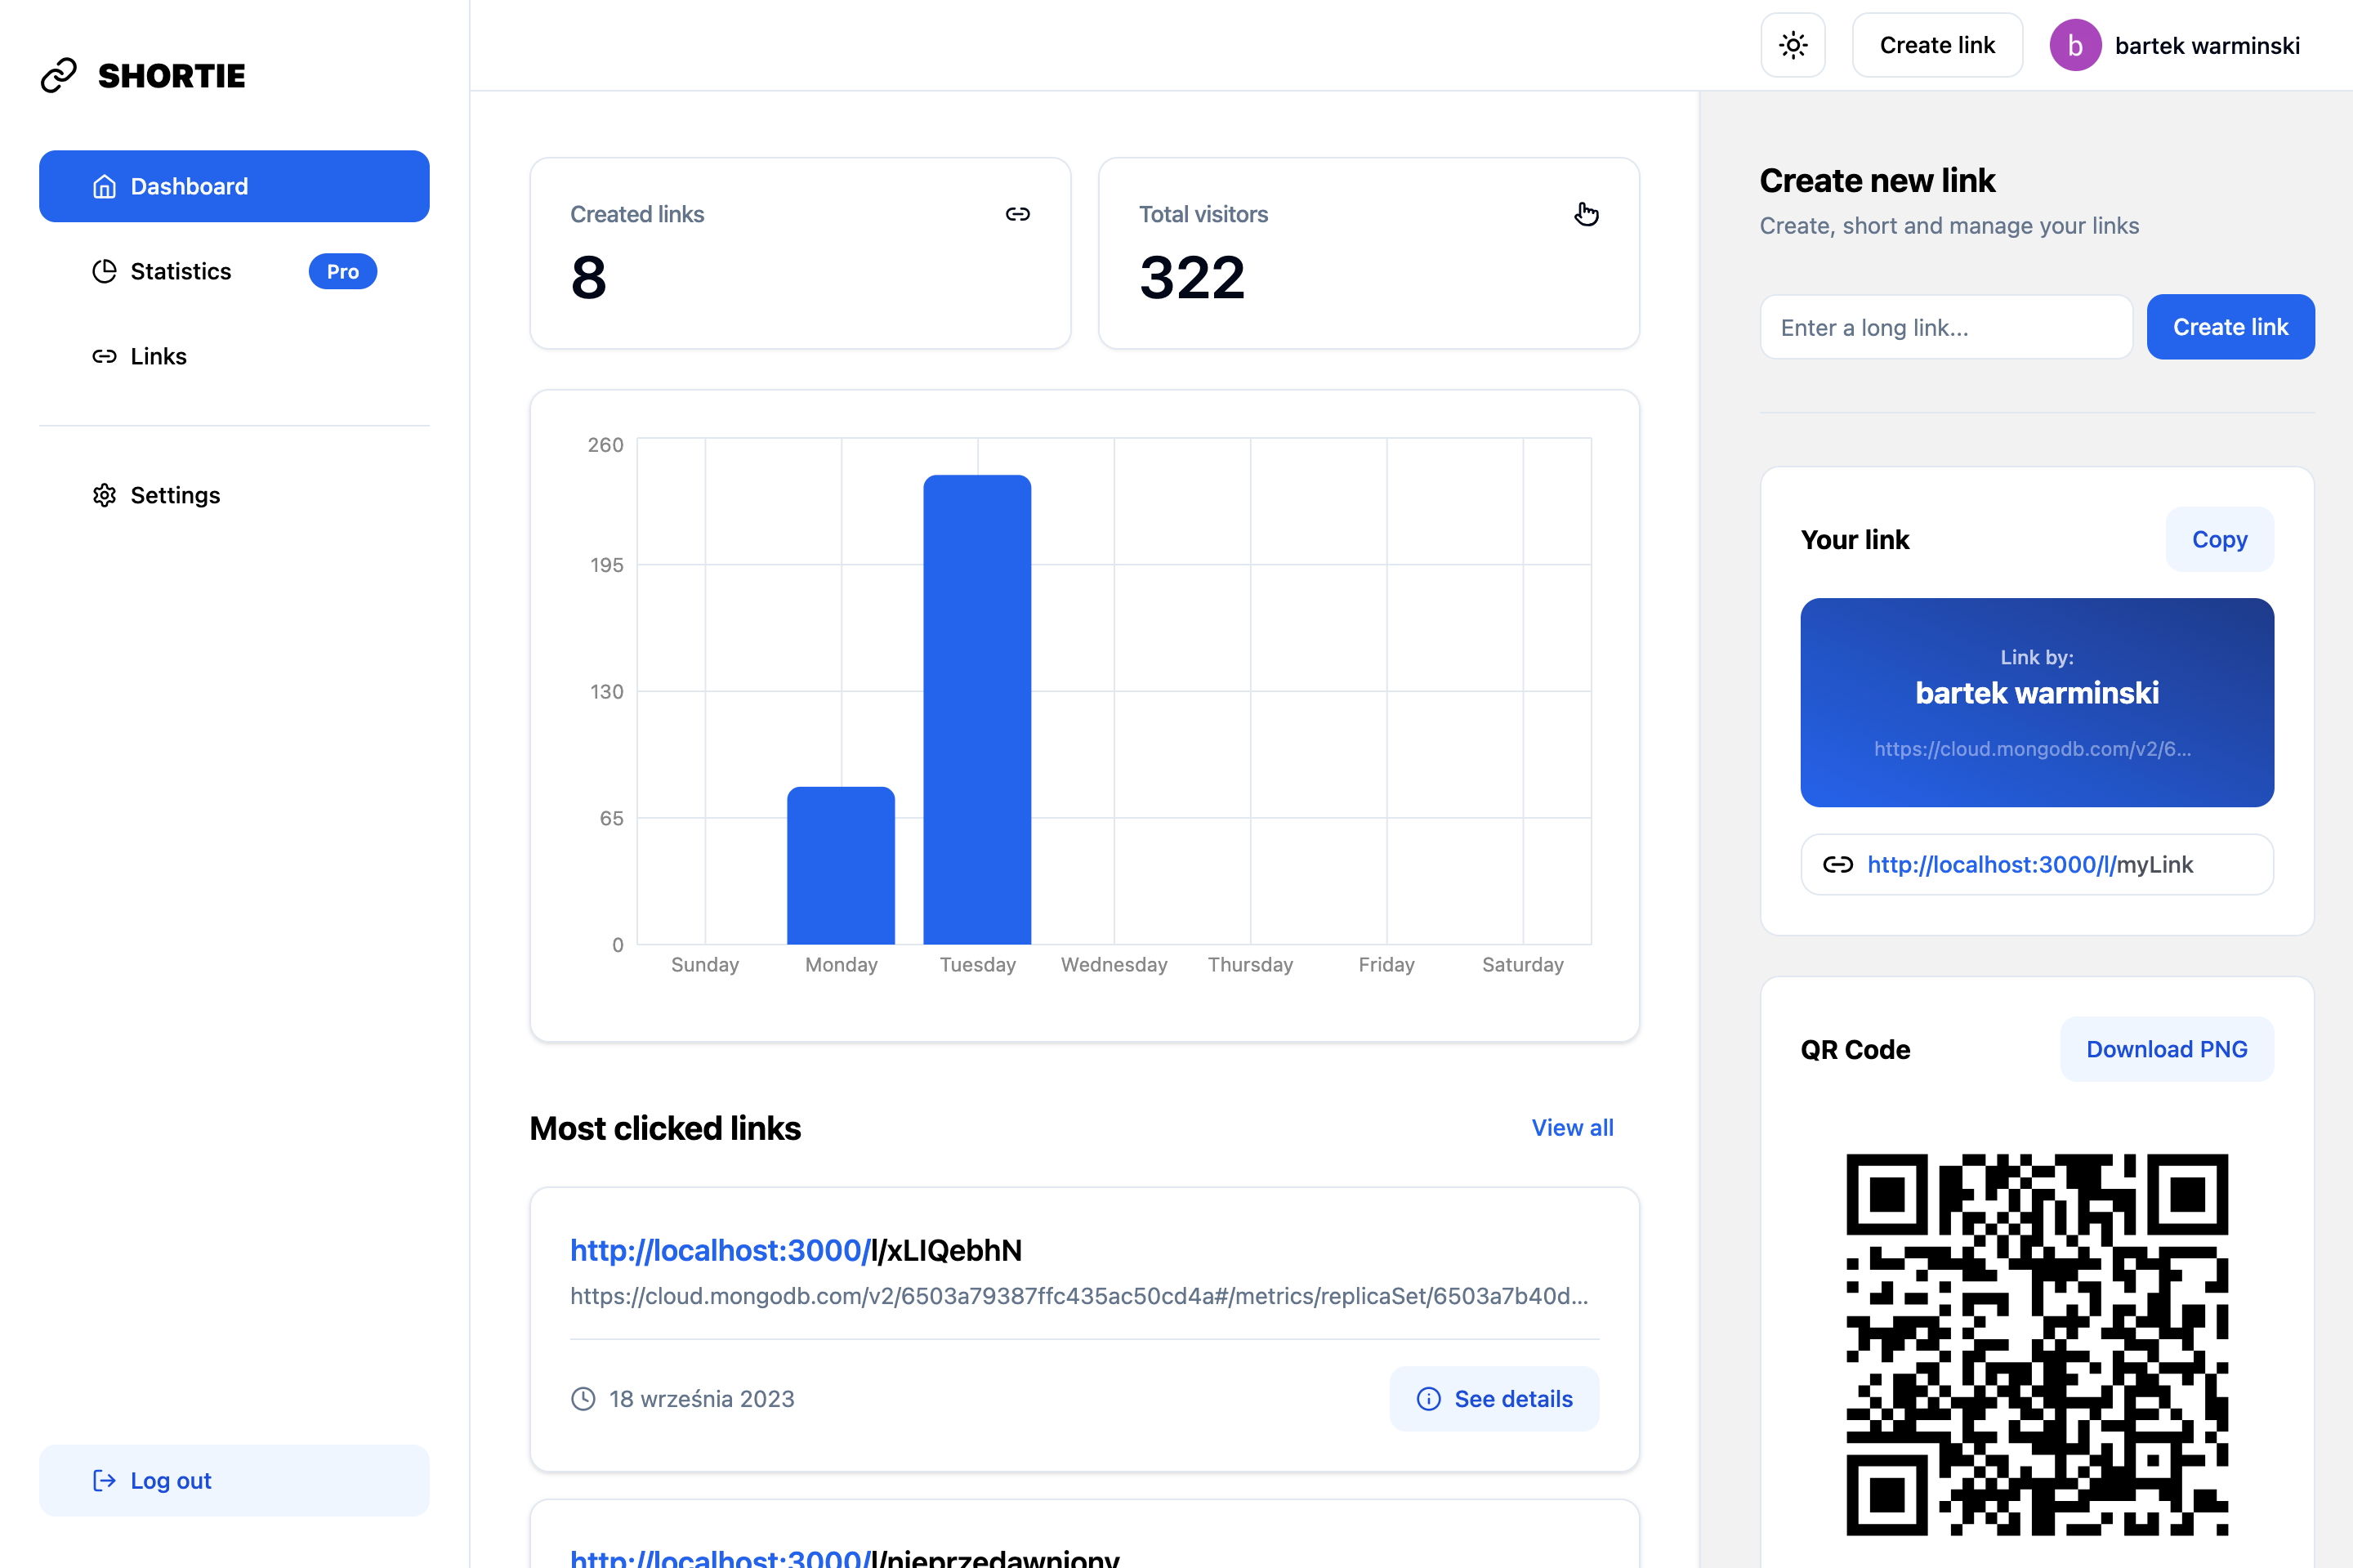 SHORTIE
Dashboard
Statistics Pro
Links
Settings
Log out
Create link
b bartek warminski
Created links
8
Total visitors
322
260
195
130
65
0
Sunday Monday Tuesday Wednesday Thursday Friday Saturday
Most clicked links View all
http://localhost:3000/l/xLIQebhN
https://cloud.mongodb.com/v2/6503a79387ffc435ac50cd4a#/metrics/replicaSet/6503a7b40d...
18 września 2023 See details
http://localhost:3000/l/nieprzedawniony
Create new link
Create, short and manage your links
Enter a long link... Create link
Your link Copy
Link by:
bartek warminski
https://cloud.mongodb.com/v2/6...
http://localhost:3000/l/myLink
QR Code Download PNG